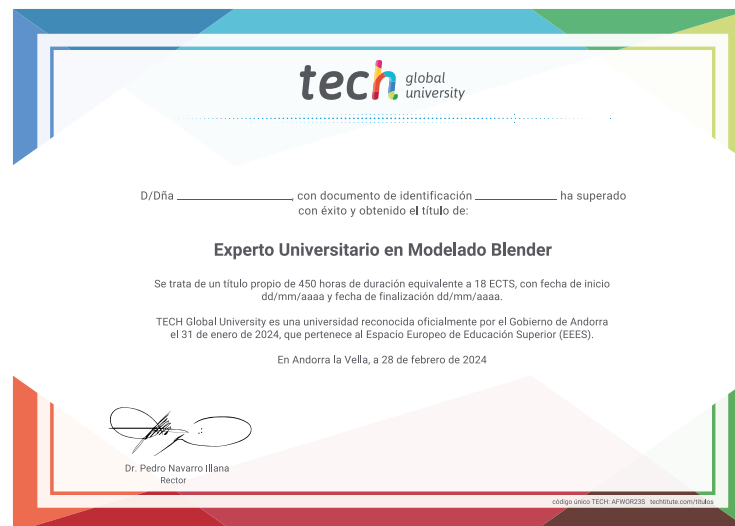 tech global university
D/Dña ____________________, con documento de identificación ______________ ha superado
con éxito y obtenido el título de:
Experto Universitario en Modelado Blender
Se trata de un título propio de 450 horas de duración equivalente a 18 ECTS, con fecha de inicio
dd/mm/aaaa y fecha de finalización dd/mm/aaaa.
TECH Global University es una universidad reconocida oficialmente por el Gobierno de Andorra
el 31 de enero de 2024, que pertenece al Espacio Europeo de Educación Superior (EEES).
En Andorra la Vella, a 28 de febrero de 2024
Dr. Pedro Navarro Illana
Rector
código único TECH: AFWOR23S techtitute.com/titulos